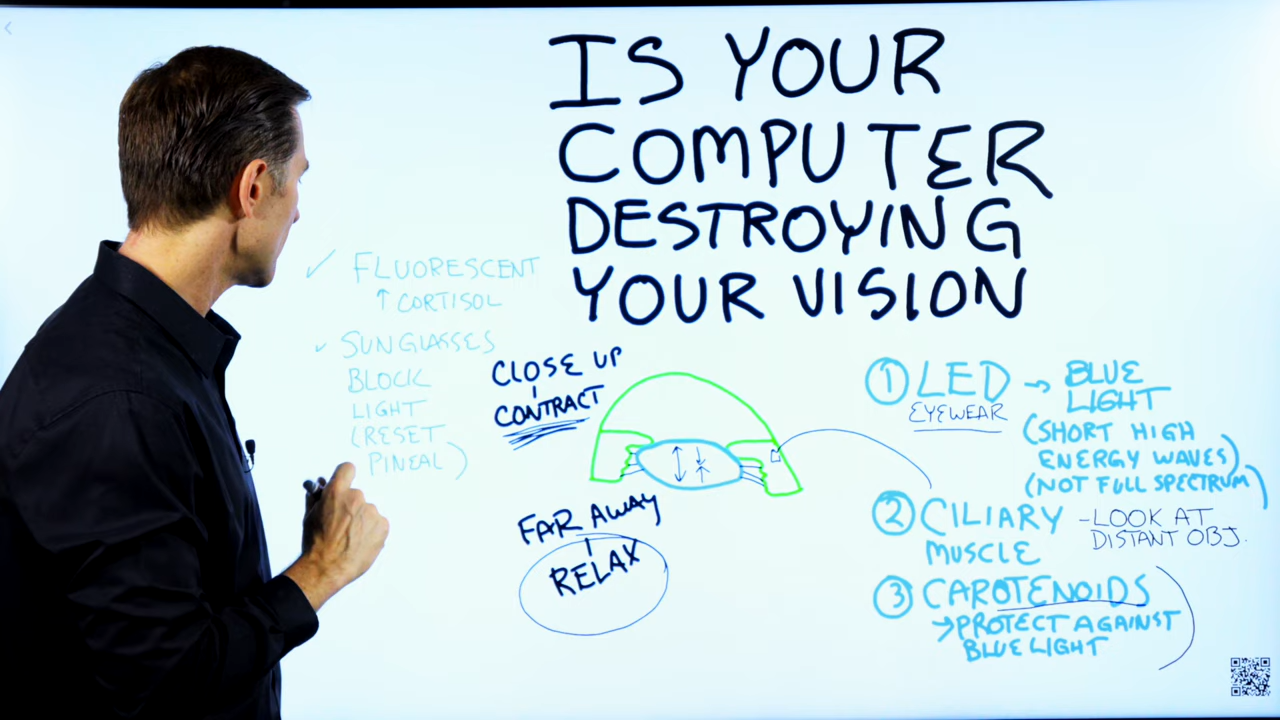 IS YOUR
COMPUTER
DESTROYING
YOUR VISION
✓ FLUORESCENT
↑ CORTISOL
✓ SUNGLASSES
BLOCK
LIGHT
(RESET
PINEAL)
CLOSE UP
CONTRACT
FAR AWAY
RELAX
① LED → BLUE
LIGHT
EYEWEAR
(SHORT HIGH
ENERGY WAVES)
(NOT FULL SPECTRUM)
② CILIARY
MUSCLE
- LOOK AT
DISTANT OBJ.
③ CAROTENOIDS
→ PROTECT AGAINST
BLUE LIGHT